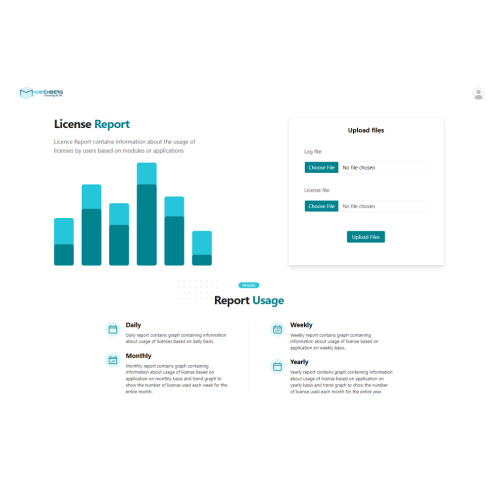 License Report
Licence Report contains information about the usage of
licenses by users based on modules or applications
Upload files
Log file:
Choose File No file chosen
License file:
Choose File No file chosen
Upload Files
Report Usage
Daily
Daily report contains graph containing information
about usage of licenses based on daily basis.
Monthly
Monthly report contains graph containing
information about usage of license based on
application on monthly basis and trend graph to
show the number of license used each week for the
entire month.
Weekly
Weekly report contains graph containing
information about usage of license based on
application on weekly basis.
Yearly
Yearly report contains graph containing information
about usage of license based on application on
yearly basis and trend graph to show the number
of license used each month for the entire year.